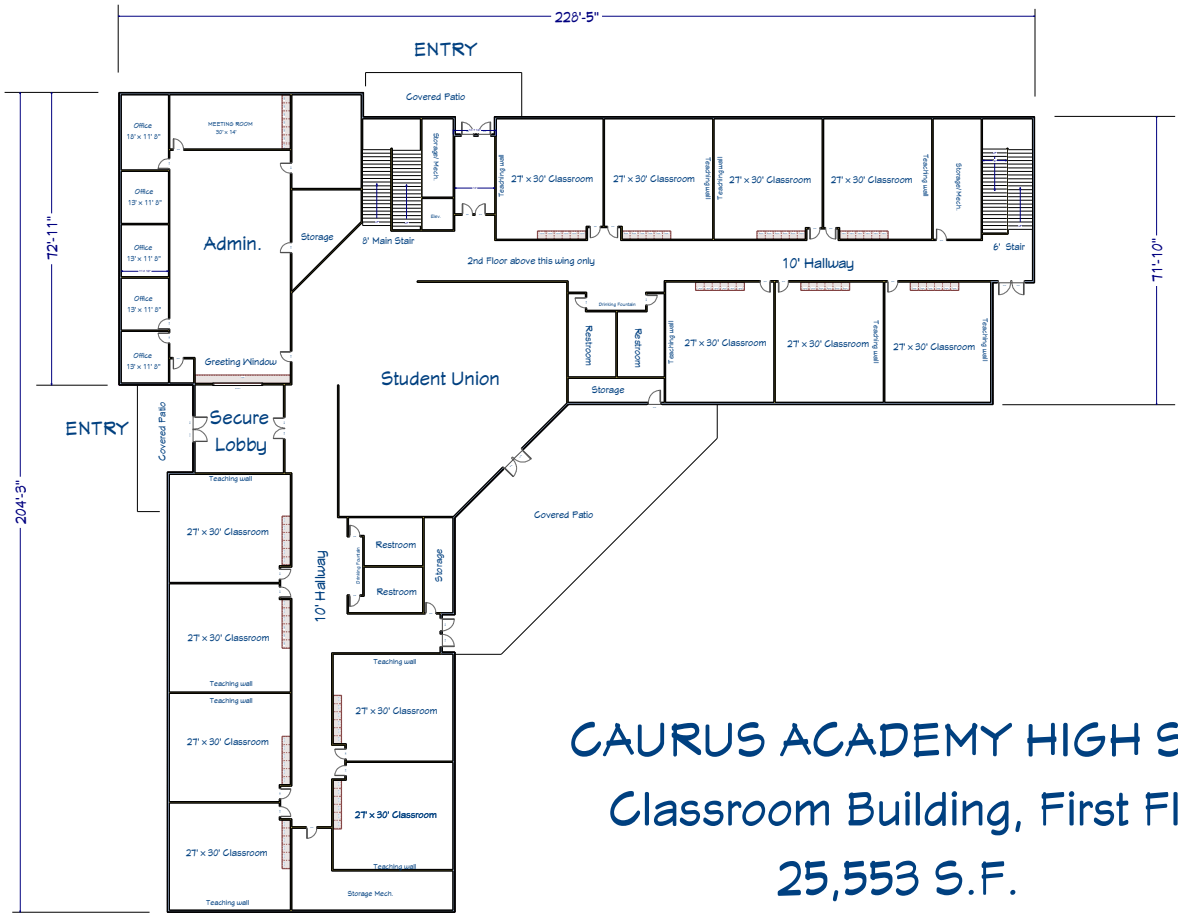 228'-5"
ENTRY
Covered Patio
72'-11"
204'-3"
71'-10"
Office
18' x 11' 8"
MEETING ROOM
30' x 14'
Office
13' x 11' 8"
Office
13' x 11' 8"
Office
13' x 11' 8"
Office
13' x 11' 8"
Admin.
Storage
Greeting Window
8' Main Stair
Storage/ Mech.
Elev.
Teaching wall
27' x 30' Classroom
27' x 30' Classroom
Teaching wall
Teaching wall
27' x 30' Classroom
27' x 30' Classroom
Teaching wall
Storage/Mech.
6' Stair
2nd Floor above this wing only
10' Hallway
Drinking Fountain
Restroom
Restroom
Storage
Teaching wall
27' x 30' Classroom
27' x 30' Classroom
Teaching wall
27' x 30' Classroom
Teaching wall
Student Union
ENTRY
Covered Patio
Secure
Lobby
Teaching wall
27' x 30' Classroom
Covered Patio
10' Hallway
Drinking Fountain
Restroom
Restroom
Storage
27' x 30' Classroom
Teaching wall
Teaching wall
27' x 30' Classroom
Teaching wall
27' x 30' Classroom
27' x 30' Classroom
Teaching wall
27' x 30' Classroom
Teaching wall
Storage Mech.
CAURUS ACADEMY HIGH S
Classroom Building, First Fl
25,553 S.F.